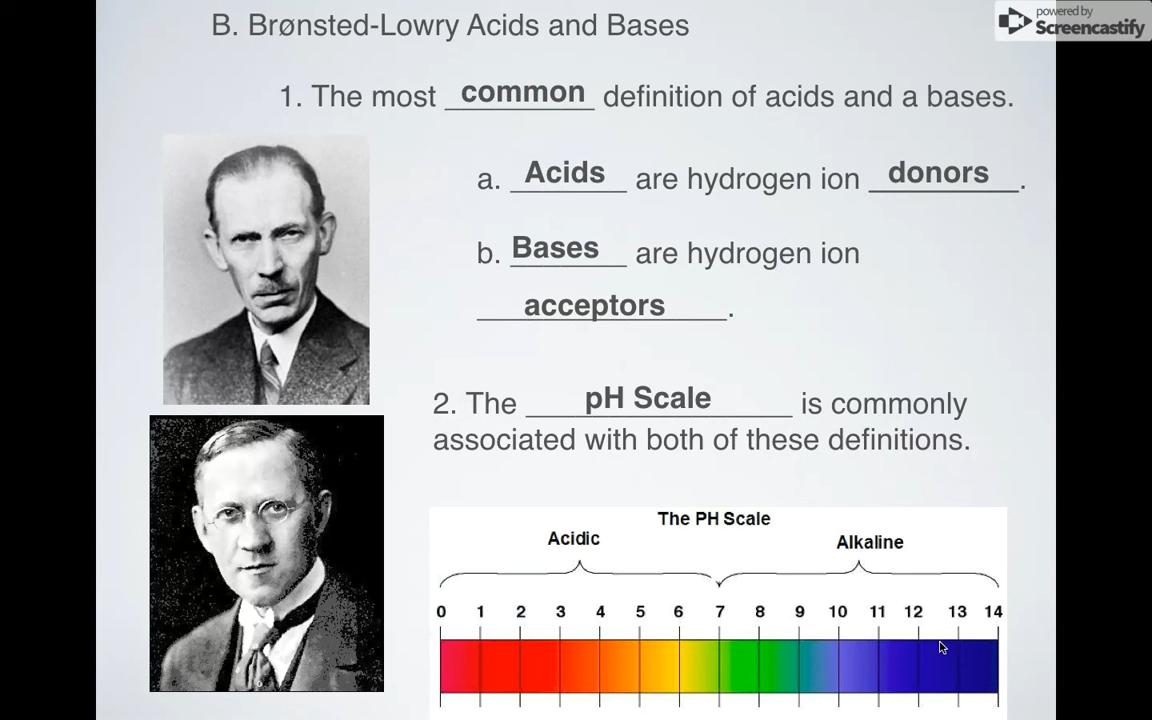 B. Brønsted-Lowry Acids and Bases
powered by
Screencastify
1. The most common definition of acids and a bases.
a. Acids are hydrogen ion donors.
b. Bases are hydrogen ion
acceptors.
2. The pH Scale is commonly
associated with both of these definitions.
The PH Scale
Acidic
Alkaline
0 1 2 3 4 5 6 7 8 9 10 11 12 13 14